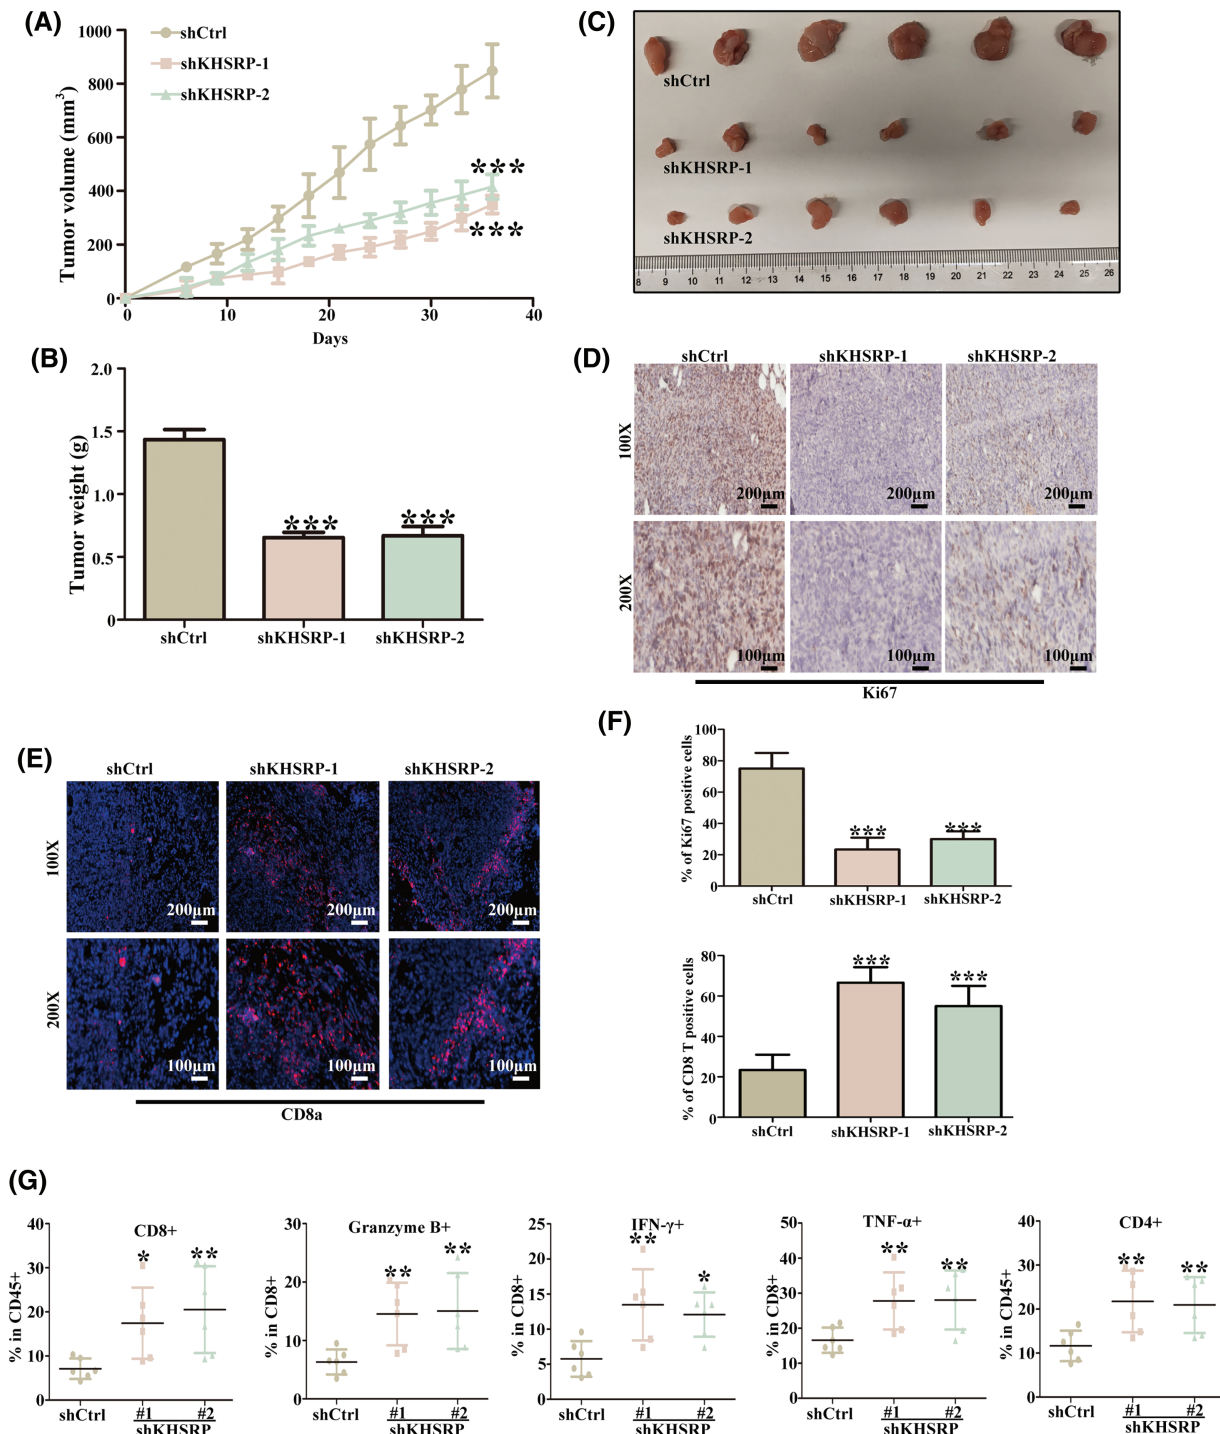 (A)
1000
800
600
400
200
0
Tumor volume (mm³)
shCtrl
shKHSRP-1
shKHSRP-2
***
***
0
10
20
30
40
Days
(C)
shCtrl
shKHSRP-1
shKHSRP-2
8 9 10 11 12 13 14 15 16 17 18 19 20 21 22 23 24 25 26
(B)
2.0
1.5
1.0
0.5
0
Tumor weight (g)
***
***
shCtrl
shKHSRP-1
shKHSRP-2
(D)
shCtrl
shKHSRP-1
shKHSRP-2
100X
200µm
200µm
200µm
200X
100µm
100µm
100µm
Ki67
(E)
shCtrl
shKHSRP-1
shKHSRP-2
100X
200µm
200µm
200µm
200X
100µm
100µm
100µm
CD8a
(F)
100
80
60
40
20
0
% of Ki67 positive cells
***
***
shCtrl
shKHSRP-1
shKHSRP-2
80
60
40
20
0
% of CD8 T positive cells
***
***
shCtrl
shKHSRP-1
shKHSRP-2
(G)
CD8+
40
30
20
10
0
% in CD45+
*
**
shCtrl
#1
#2
shKHSRP
Granzyme B+
30
20
10
0
% in CD8+
**
**
shCtrl
#1
#2
shKHSRP
IFN-γ+
25
20
15
10
5
0
% in CD8+
**
*
shCtrl
#1
#2
shKHSRP
TNF-α+
50
40
30
20
10
0
% in CD8+
**
**
shCtrl
#1
#2
shKHSRP
CD4+
40
30
20
10
0
% in CD45+
**
**
shCtrl
#1
#2
shKHSRP